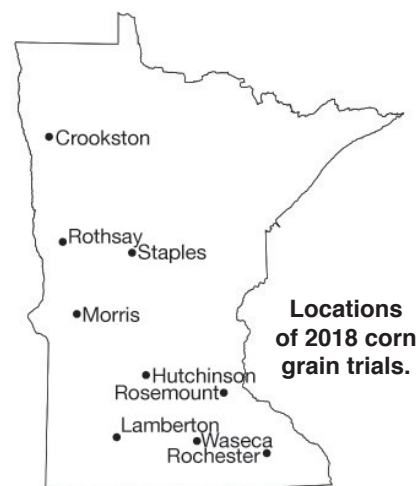 Crookston
Rothsay
Staples
Morris
Locations
of 2018 corn
grain trials.
Hutchinson
Rosemount
Lamberton
Waseca
Rochester